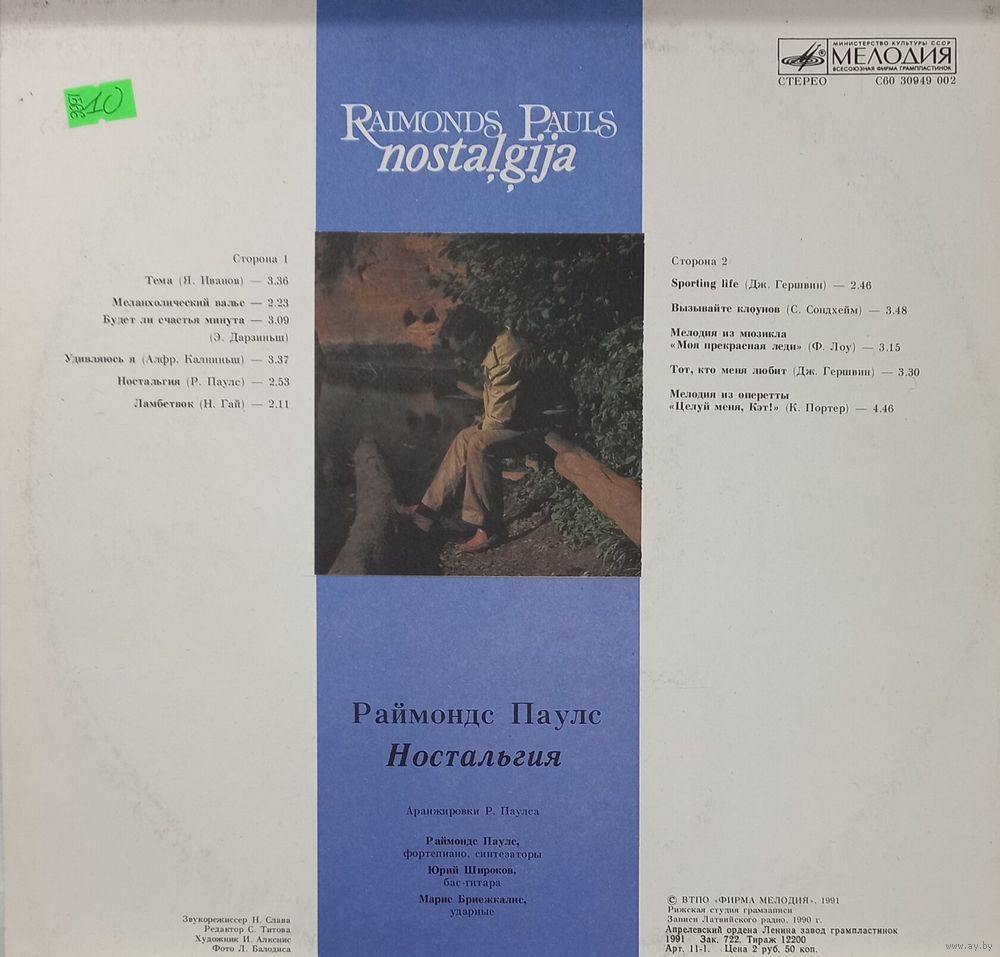 МИНИСТЕРСТВО КУЛЬТУРЫ СССР
МЕЛОДИЯ
ВСЕСОЮЗНАЯ ФИРМА ГРАМПЛАСТИНОК
СТЕРЕО С60 30949 002
10
RAIMONDS PAULS
nostaļģija
Сторона 1
Тема (Я. Иванов) — 3.36
Меланхолический вальс — 2.23
Будет ли счастья минута — 3.09
(Э. Дарзиньш)
Удивляюсь я (Алфр. Калниньш) — 3.37
Ностальгия (Р. Паулс) — 2.53
Ламбетвок (Н. Гай) — 2.11
Сторона 2
Sporting life (Дж. Гершвин) — 2.46
Вызывайте клоунов (С. Сондхейм) — 3.48
Мелодия из мюзикла
«Моя прекрасная леди» (Ф. Лоу) — 3.15
Тот, кто меня любит (Дж. Гершвин) — 3.30
Мелодия из оперетты
«Целуй меня, Кэт!» (К. Портер) — 4.46
Раймондс Паулс
Ностальгия
Аранжировки Р. Паулса
Раймондс Паулс,
фортепиано, синтезаторы
Юрий Широков,
бас-гитара
Марис Бриежкалнс,
ударные
Звукорежиссер Н. Слава
Редактор С. Титова
Художник И. Алкснис
Фото Л. Балодиса
© ВТПО «ФИРМА МЕЛОДИЯ», 1991
Рижская студия грамзаписи
Записи Латвийского радио, 1990 г.
Апрелевский ордена Ленина завод грампластинок
1991 Зак. 722. Тираж 12200
Арт. 11-1. Цена 2 руб. 50 коп.
www.ay.by